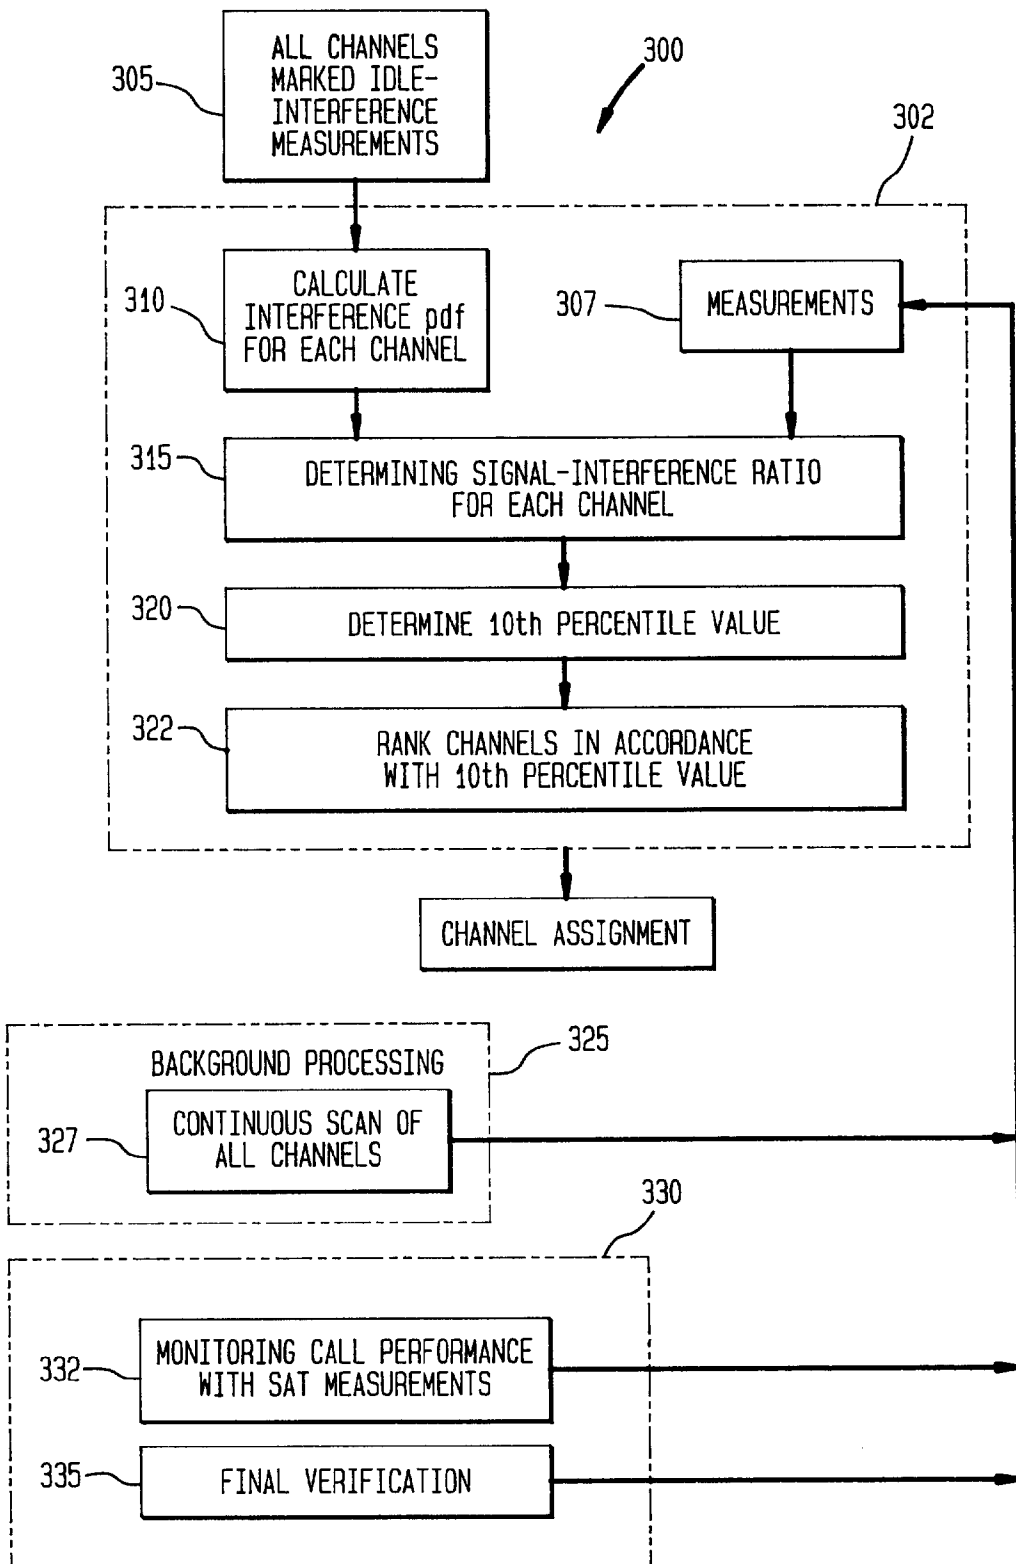 ALL CHANNELS
MARKED IDLE-
INTERFERENCE
MEASUREMENTS
305
300
302
CALCULATE
INTERFERENCE pdf
FOR EACH CHANNEL
310
307
MEASUREMENTS
315
DETERMINING SIGNAL-INTERFERENCE RATIO
FOR EACH CHANNEL
320
DETERMINE 10th PERCENTILE VALUE
322
RANK CHANNELS IN ACCORDANCE
WITH 10th PERCENTILE VALUE
CHANNEL ASSIGNMENT
325
BACKGROUND PROCESSING
327
CONTINUOUS SCAN OF
ALL CHANNELS
330
332
MONITORING CALL PERFORMANCE
WITH SAT MEASUREMENTS
335
FINAL VERIFICATION